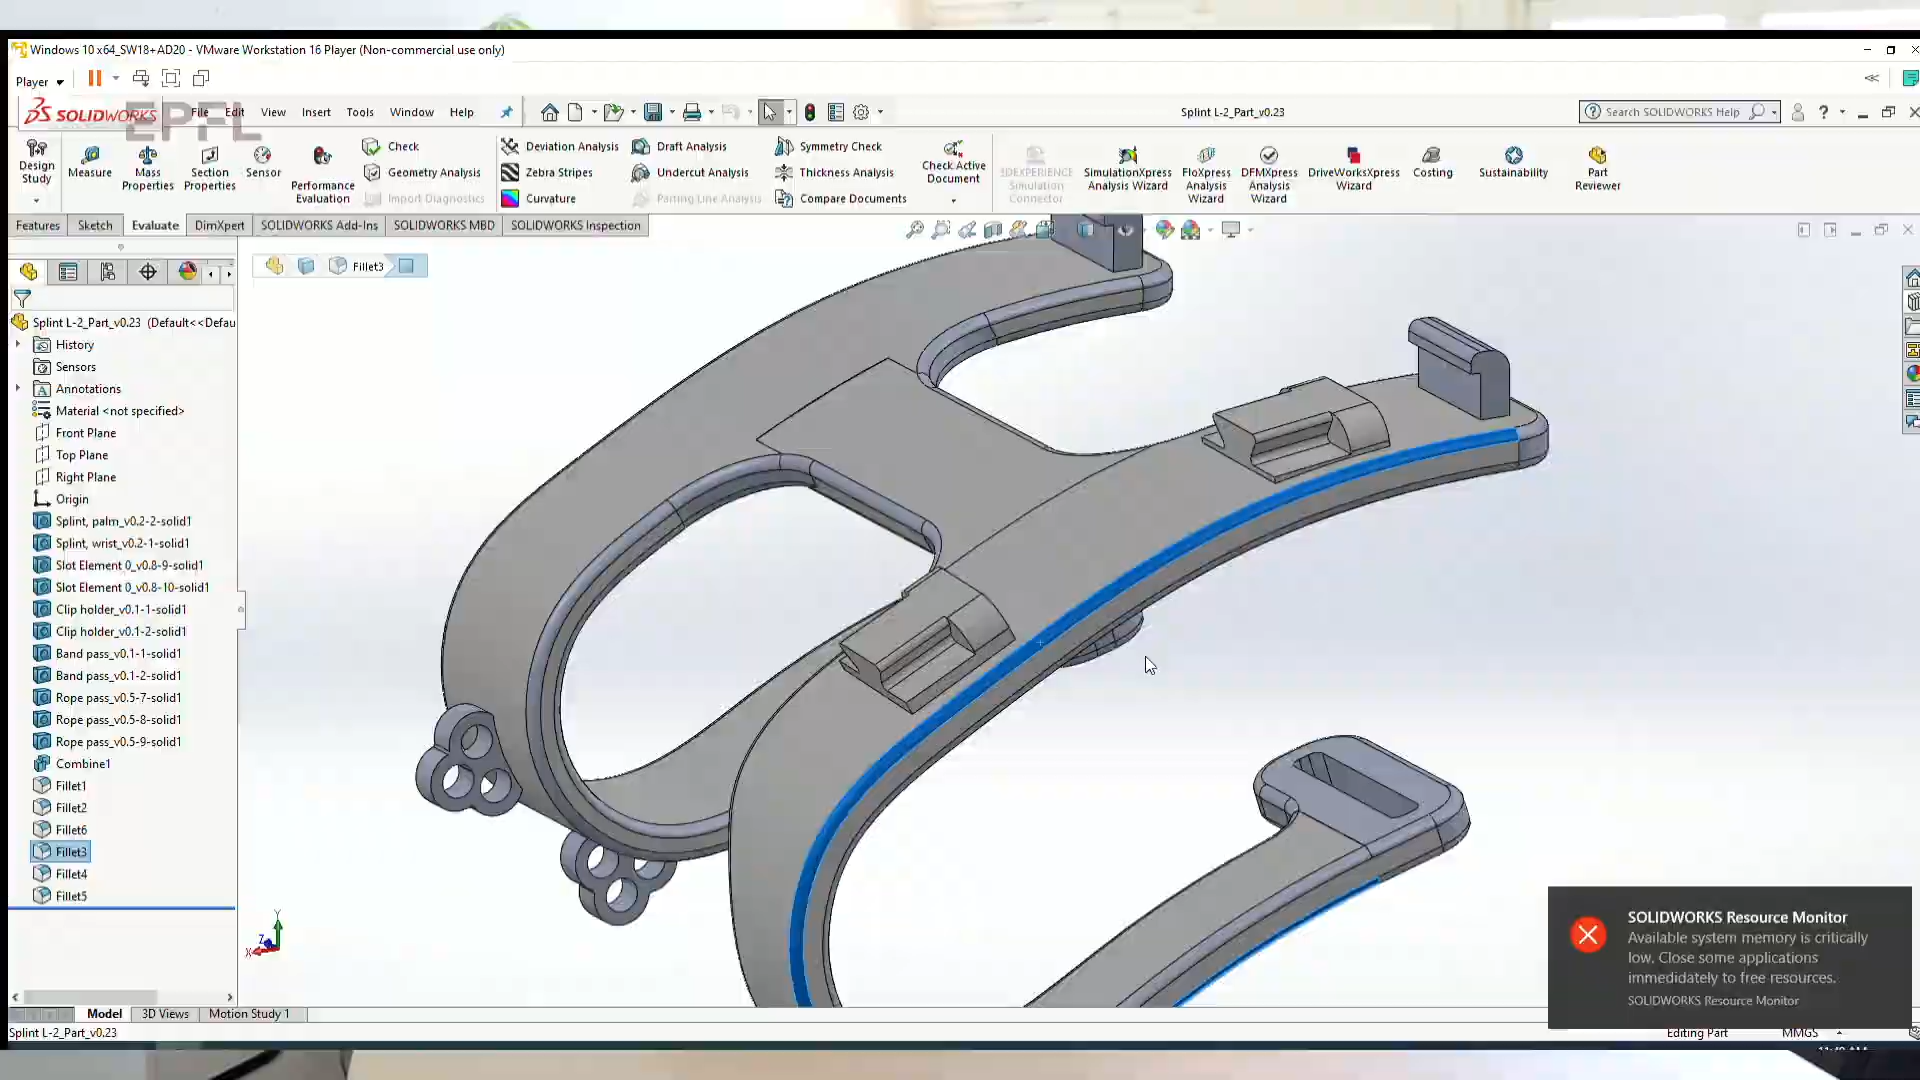 Windows 10 x64_SW18+AD20 - VMware Workstation 16 Player (Non-commercial use only)
Player
SOLIDWORKS
EPFL
File Edit View Insert Tools Window Help
Splint L-2_Part_v0.23
Search SOLIDWORKS Help
Design Study
Measure
Mass Properties
Section Properties
Sensor
Performance Evaluation
Check
Geometry Analysis
Import Diagnostics
Deviation Analysis
Zebra Stripes
Curvature
Draft Analysis
Undercut Analysis
Parting Line Analysis
Symmetry Check
Thickness Analysis
Compare Documents
Check Active Document
3DEXPERIENCE Simulation Connector
SimulationXpress Analysis Wizard
FloXpress Analysis Wizard
DFMXpress Analysis Wizard
DriveWorksXpress Wizard
Costing
Sustainability
Part Reviewer
Features Sketch Evaluate DimXpert SOLIDWORKS Add-Ins SOLIDWORKS MBD SOLIDWORKS Inspection
Fillet3
Splint L-2_Part_v0.23 (Default<<Defau
History
Sensors
Annotations
Material <not specified>
Front Plane
Top Plane
Right Plane
Origin
Splint, palm_v0.2-2-solid1
Splint, wrist_v0.2-1-solid1
Slot Element 0_v0.8-9-solid1
Slot Element 0_v0.8-10-solid1
Clip holder_v0.1-1-solid1
Clip holder_v0.1-2-solid1
Band pass_v0.1-1-solid1
Band pass_v0.1-2-solid1
Rope pass_v0.5-7-solid1
Rope pass_v0.5-8-solid1
Rope pass_v0.5-9-solid1
Combine1
Fillet1
Fillet2
Fillet6
Fillet3
Fillet4
Fillet5
Y
Z
X
SOLIDWORKS Resource Monitor
Available system memory is critically
low. Close some applications
immedidately to free resources.
SOLIDWORKS Resource Monitor
Model 3D Views Motion Study 1
Splint L-2_Part_v0.23
Editing Part
MMGS